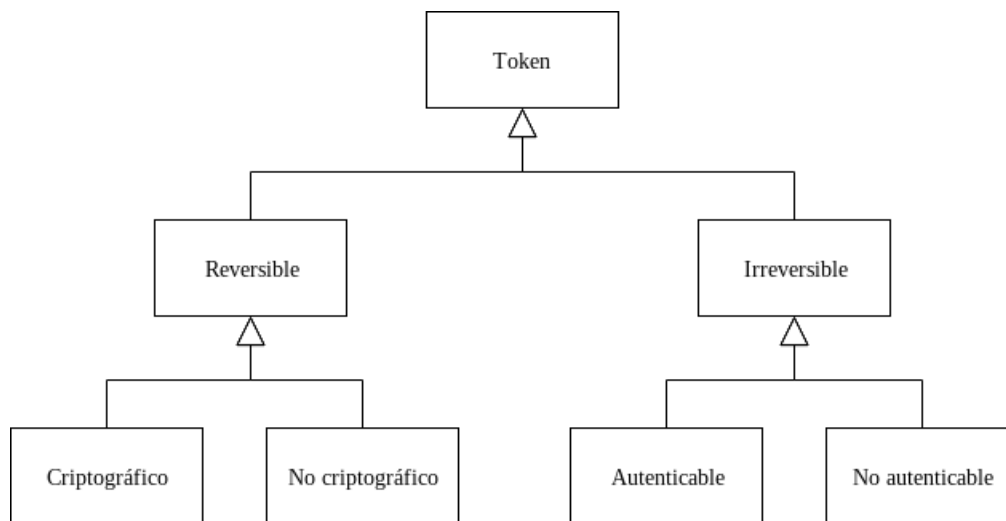 Token
Reversible
Irreversible
Criptográfico
No criptográfico
Autenticable
No autenticable